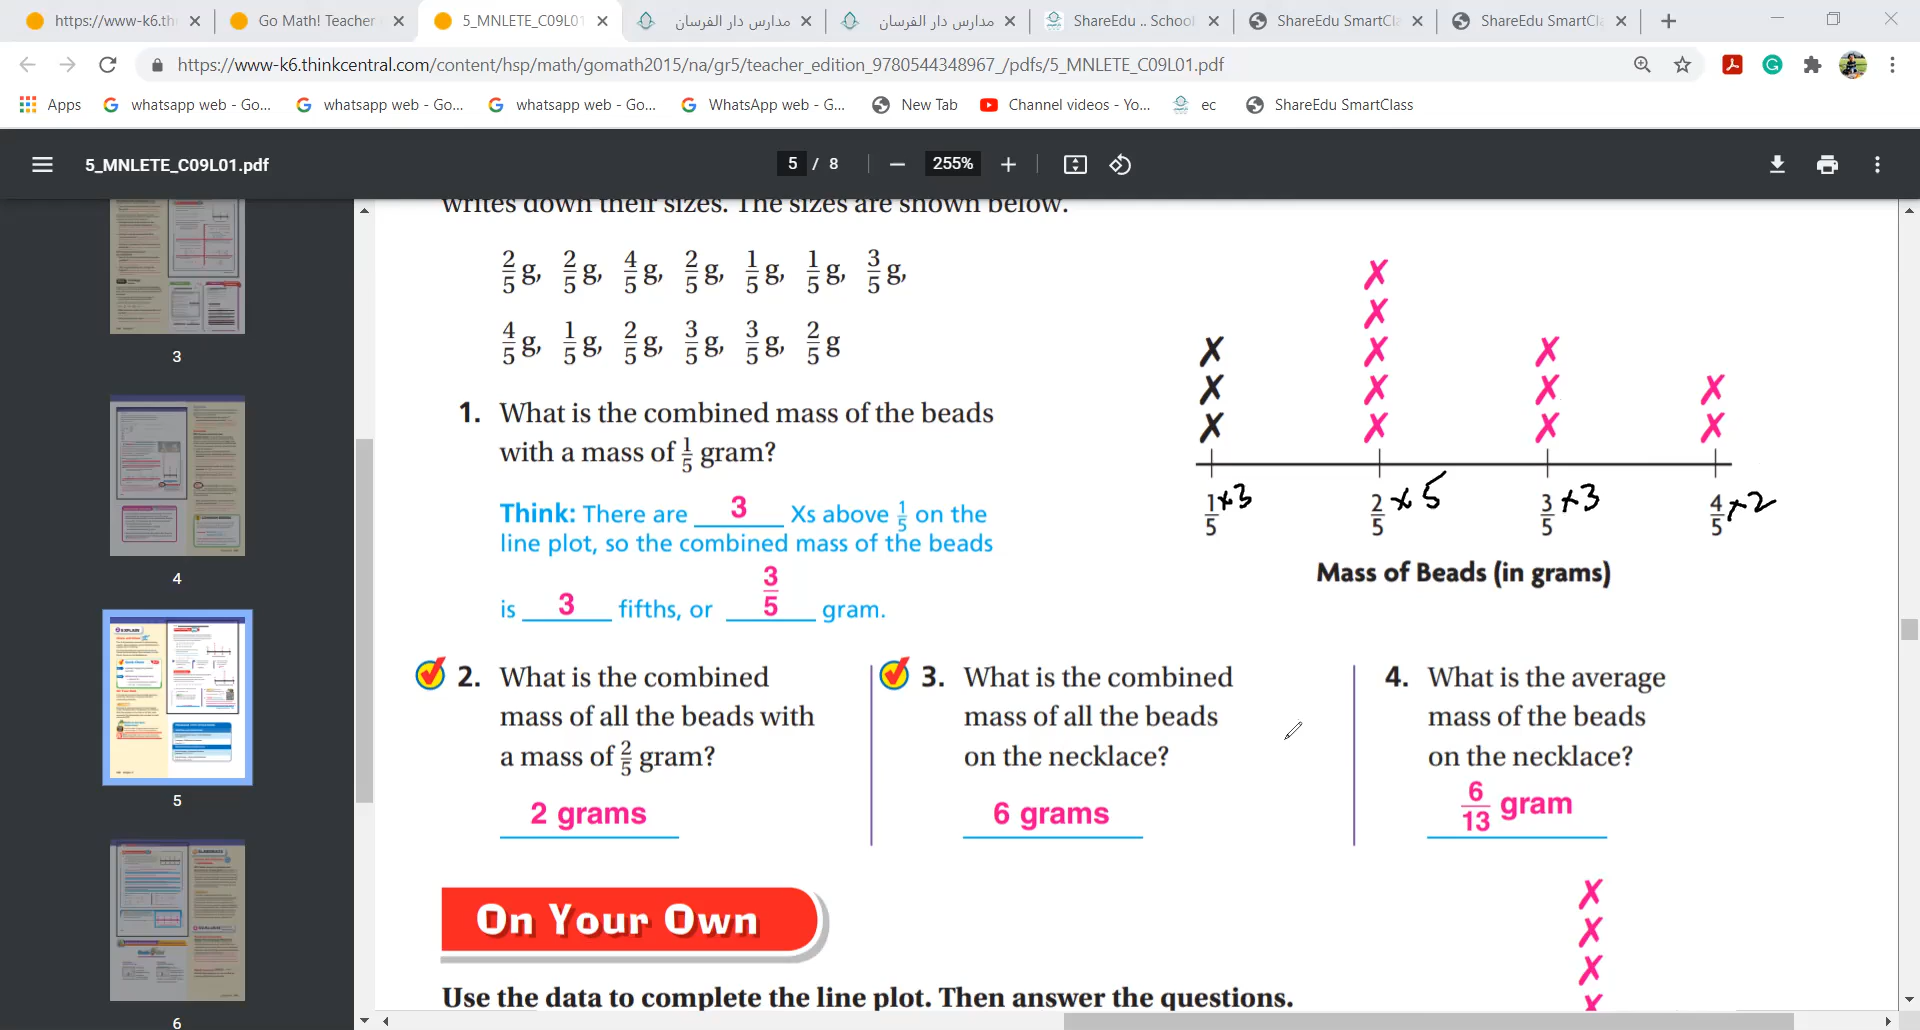 https://www-k6.th
Go Math! Teacher
5_MNLETE_C09L01
مدارس دار الفرسان
مدارس دار الفرسان
ShareEdu .. School
ShareEdu SmartCla
ShareEdu SmartCla
https://www-k6.thinkcentral.com/content/hsp/math/gomath2015/na/gr5/teacher_edition_9780544348967_/pdfs/5_MNLETE_C09L01.pdf
Apps
whatsapp web - Go...
whatsapp web - Go...
whatsapp web - Go...
WhatsApp web - G...
New Tab
Channel videos - Yo...
ec
ShareEdu SmartClass
5_MNLETE_C09L01.pdf
5 / 8
255%
3
4
5
6
writes down their sizes. The sizes are shown below.
2/5 g, 2/5 g, 4/5 g, 2/5 g, 1/5 g, 1/5 g, 3/5 g,
4/5 g, 1/5 g, 2/5 g, 3/5 g, 3/5 g, 2/5 g
1. What is the combined mass of the beads
with a mass of 1/5 gram?
Think: There are 3 Xs above 1/5 on the
line plot, so the combined mass of the beads
is 3 fifths, or 3/5 gram.
1/5 ×3 2/5 × 5 3/5 ×3 4/5 ×2
Mass of Beads (in grams)
2. What is the combined
mass of all the beads with
a mass of 2/5 gram?
2 grams
3. What is the combined
mass of all the beads
on the necklace?
6 grams
4. What is the average
mass of the beads
on the necklace?
6/13 gram
On Your Own
Use the data to complete the line plot. Then answer the questions.